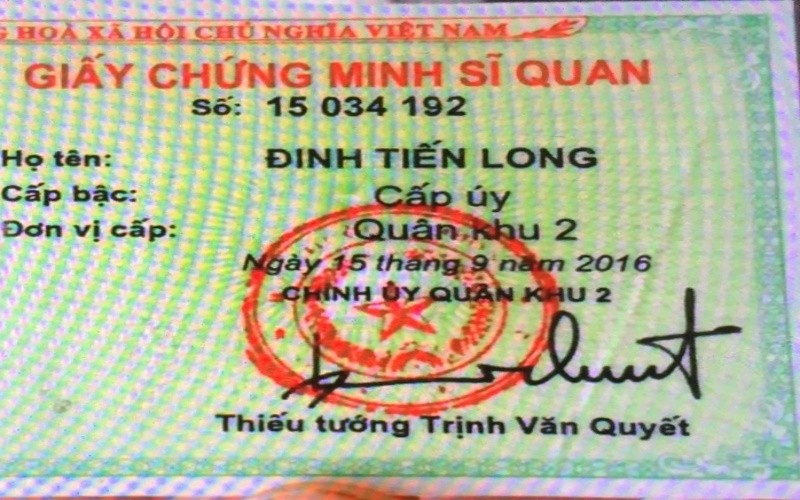 HOÀ XÃ HỘI CHỦ NGHĨA VIỆT NAM
GIẤY CHỨNG MINH SĨ QUAN
Số: 15 034 192
Họ tên: ĐINH TIẾN LONG
Cấp bậc: Cấp úy
Đơn vị cấp: Quân khu 2
Ngày 15 tháng 9 năm 2016
CHÍNH ỦY QUÂN KHU 2
Thiếu tướng Trịnh Văn Quyết